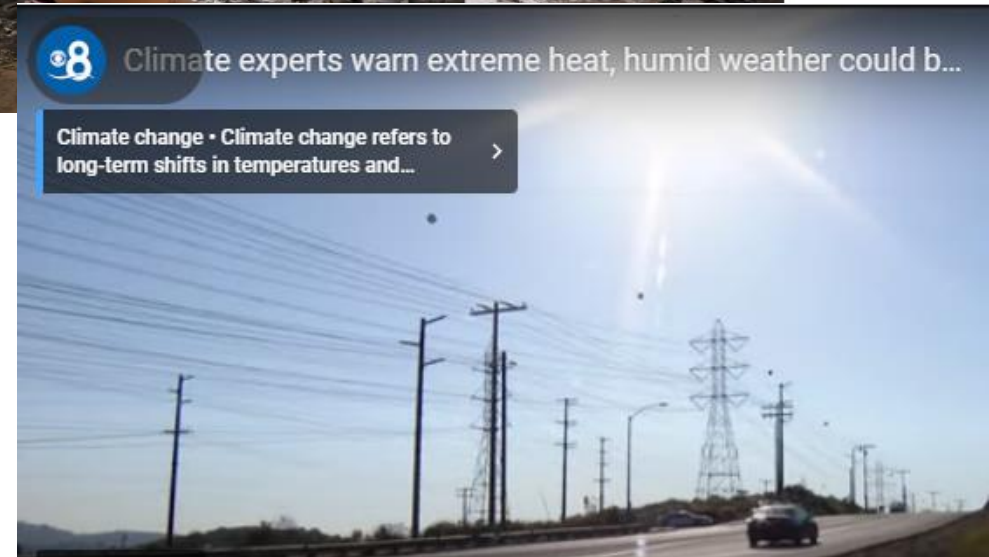 8
Climate experts warn extreme heat, humid weather could b...
Climate change • Climate change refers to
long-term shifts in temperatures and...